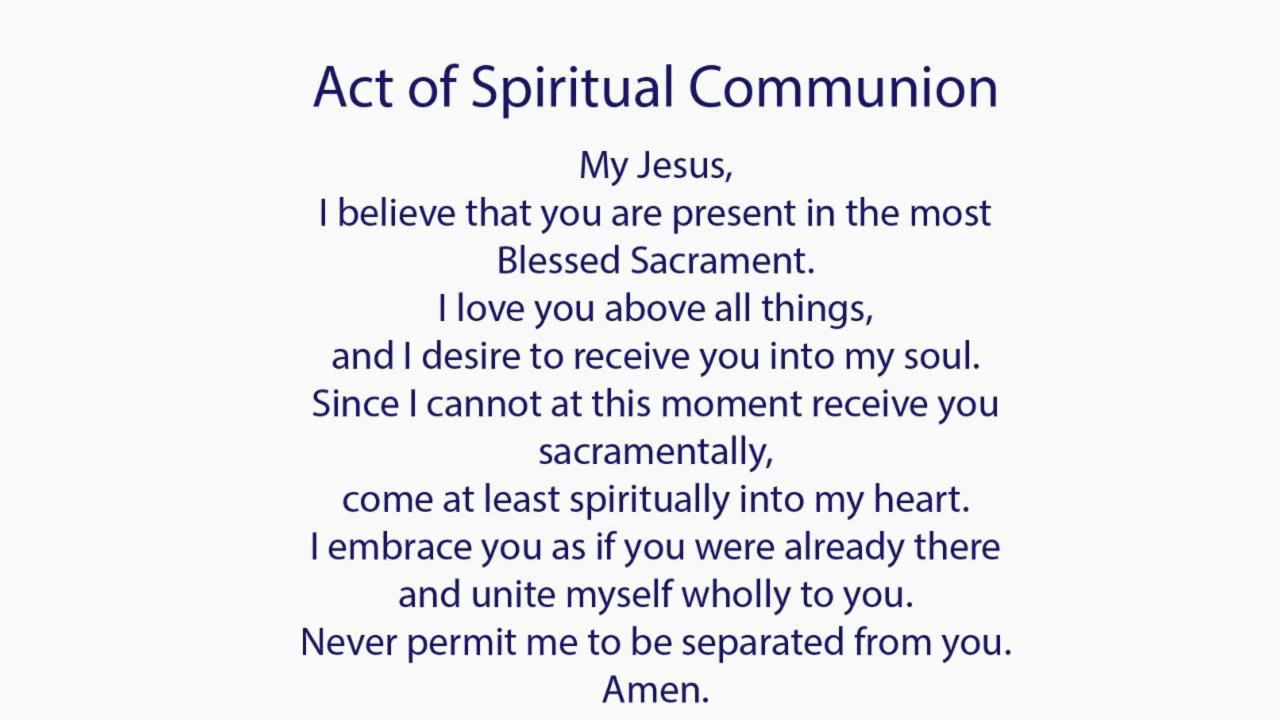 Act of Spiritual Communion
My Jesus,
I believe that you are present in the most
Blessed Sacrament.
I love you above all things,
and I desire to receive you into my soul.
Since I cannot at this moment receive you
sacramentally,
come at least spiritually into my heart.
I embrace you as if you were already there
and unite myself wholly to you.
Never permit me to be separated from you.
Amen.